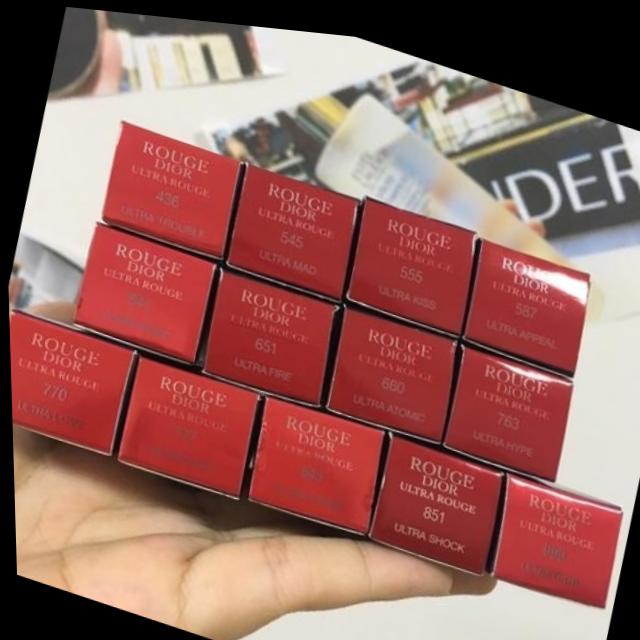 ROUGE
DIOR
ULTRA ROUGE
436
ULTRA TROUBLE
ROUGE
DIOR
ULTRA ROUGE
545
ULTRA MAD
ROUGE
DIOR
ULTRA ROUGE
555
ULTRA KISS
ROUGE
DIOR
ULTRA ROUGE
587
ULTRA APPEAL
ROUGE
DIOR
ULTRA ROUGE
ROUGE
DIOR
ULTRA ROUGE
651
ULTRA FIRE
ROUGE
DIOR
ULTRA ROUGE
660
ULTRA ATOMIC
ROUGE
DIOR
ULTRA ROUGE
763
ULTRA HYPE
ROUGE
DIOR
ULTRA ROUGE
770
ULTRA LOVE
ROUGE
DIOR
ULTRA ROUGE
ROUGE
DIOR
ULTRA ROUGE
ROUGE
DIOR
ULTRA ROUGE
851
ULTRA SHOCK
ROUGE
DIOR
ULTRA ROUGE
NDER